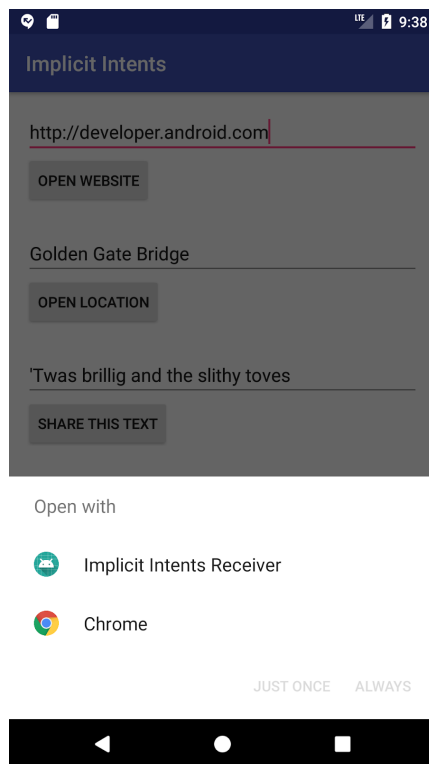 LTE 9:38
Implicit Intents
http://developer.android.com
OPEN WEBSITE
Golden Gate Bridge
OPEN LOCATION
'Twas brillig and the slithy toves
SHARE THIS TEXT
Open with
Implicit Intents Receiver
Chrome
JUST ONCE ALWAYS